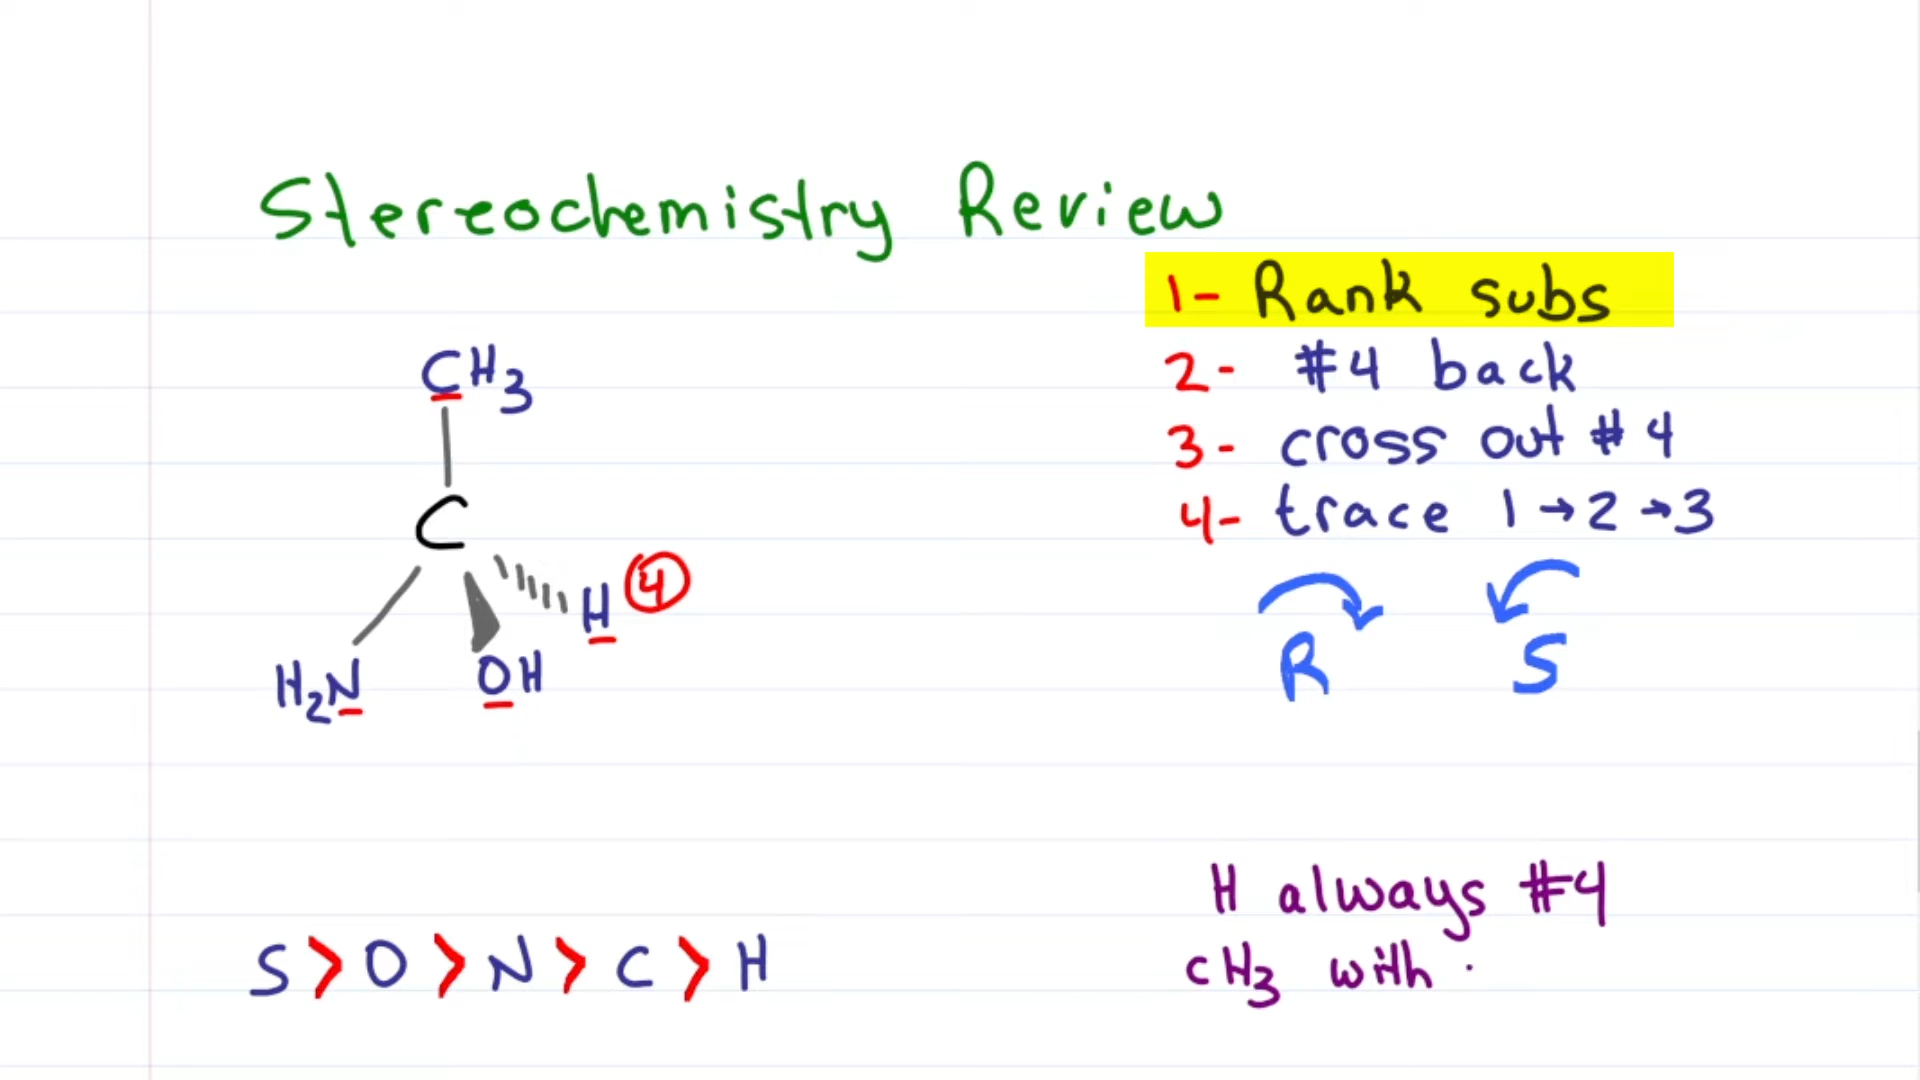 Stereochemistry Review
1- Rank subs
2- #4 back
3- cross out #4
4- trace 1→2→3
R S
CH3
C
H ④
H2N OH
H always #4
CH3 with
S > O > N > C > H